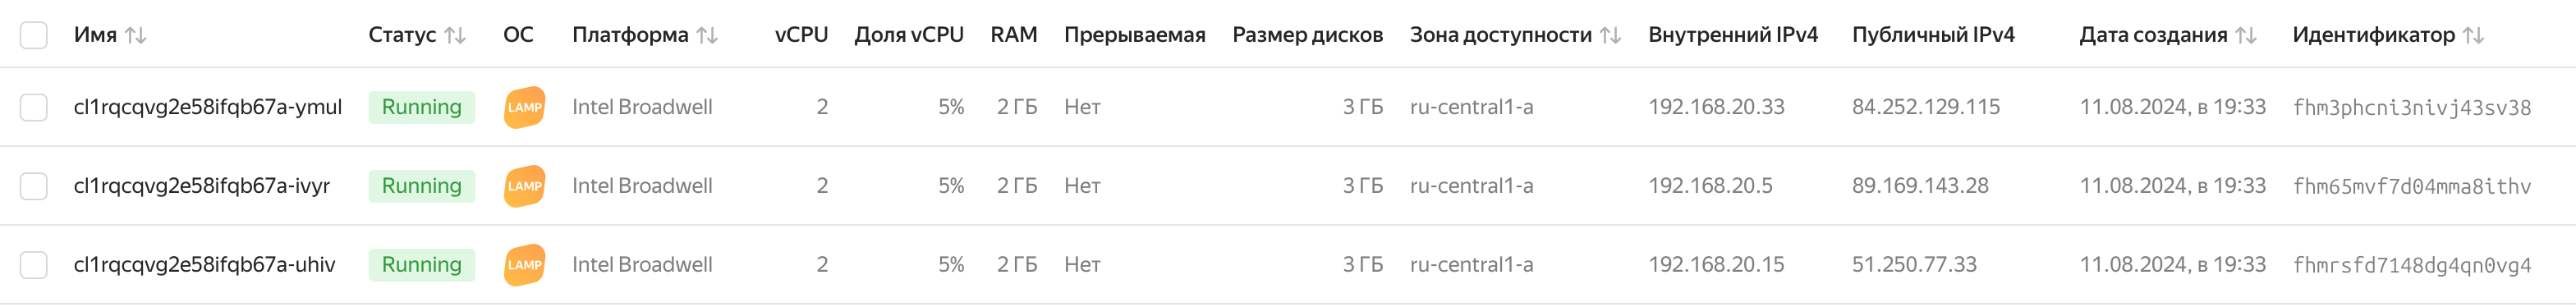 Имя Статус ОС Платформа vCPU Доля vCPU RAM Прерываемая Размер дисков Зона доступности Внутренний IPv4 Публичный IPv4 Дата создания Идентификатор
cl1rqcqvg2e58ifqb67a-ymul Running LAMP Intel Broadwell 2 5% 2 ГБ Нет 3 ГБ ru-central1-a 192.168.20.33 84.252.129.115 11.08.2024, в 19:33 fhm3phcni3nivj43sv38
cl1rqcqvg2e58ifqb67a-ivyr Running LAMP Intel Broadwell 2 5% 2 ГБ Нет 3 ГБ ru-central1-a 192.168.20.5 89.169.143.28 11.08.2024, в 19:33 fhm65mvf7d04mma8ithv
cl1rqcqvg2e58ifqb67a-uhiv Running LAMP Intel Broadwell 2 5% 2 ГБ Нет 3 ГБ ru-central1-a 192.168.20.15 51.250.77.33 11.08.2024, в 19:33 fhmrsfd7148dg4qn0vg4